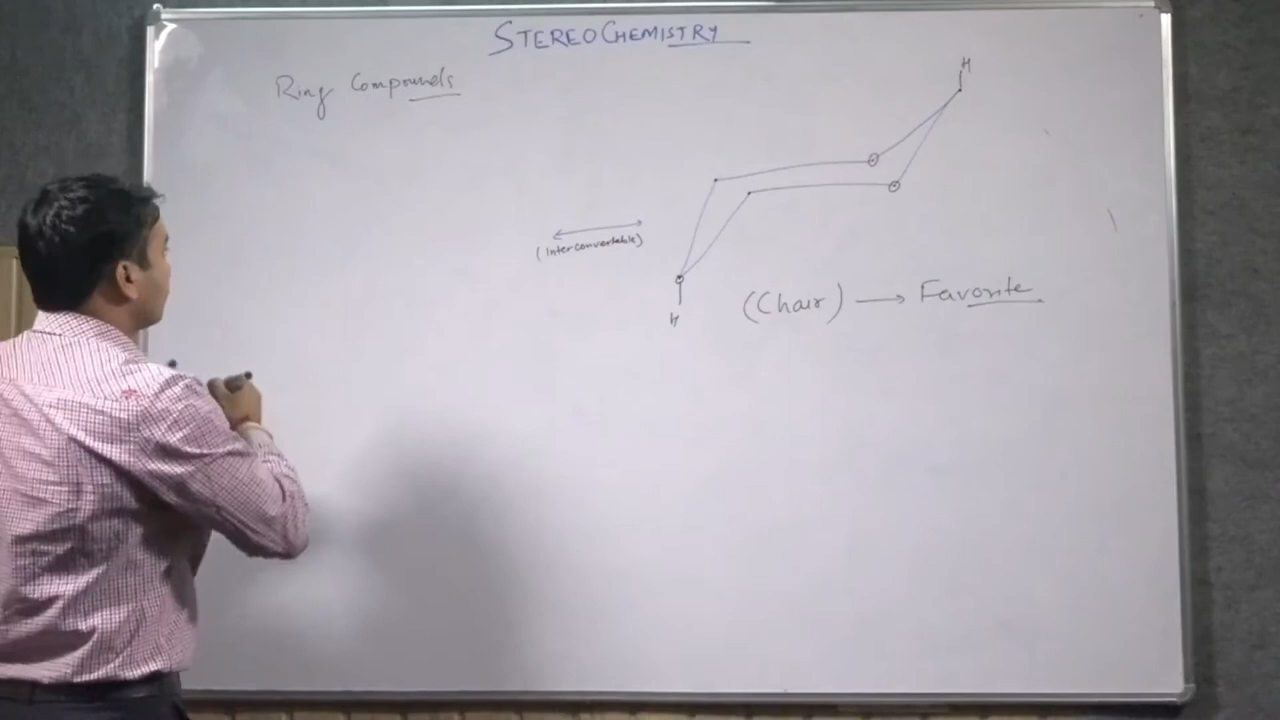 STEREOCHEMISTRY
Ring Compounds
H
(Interconvertable)
H
(Chair) → Favorite